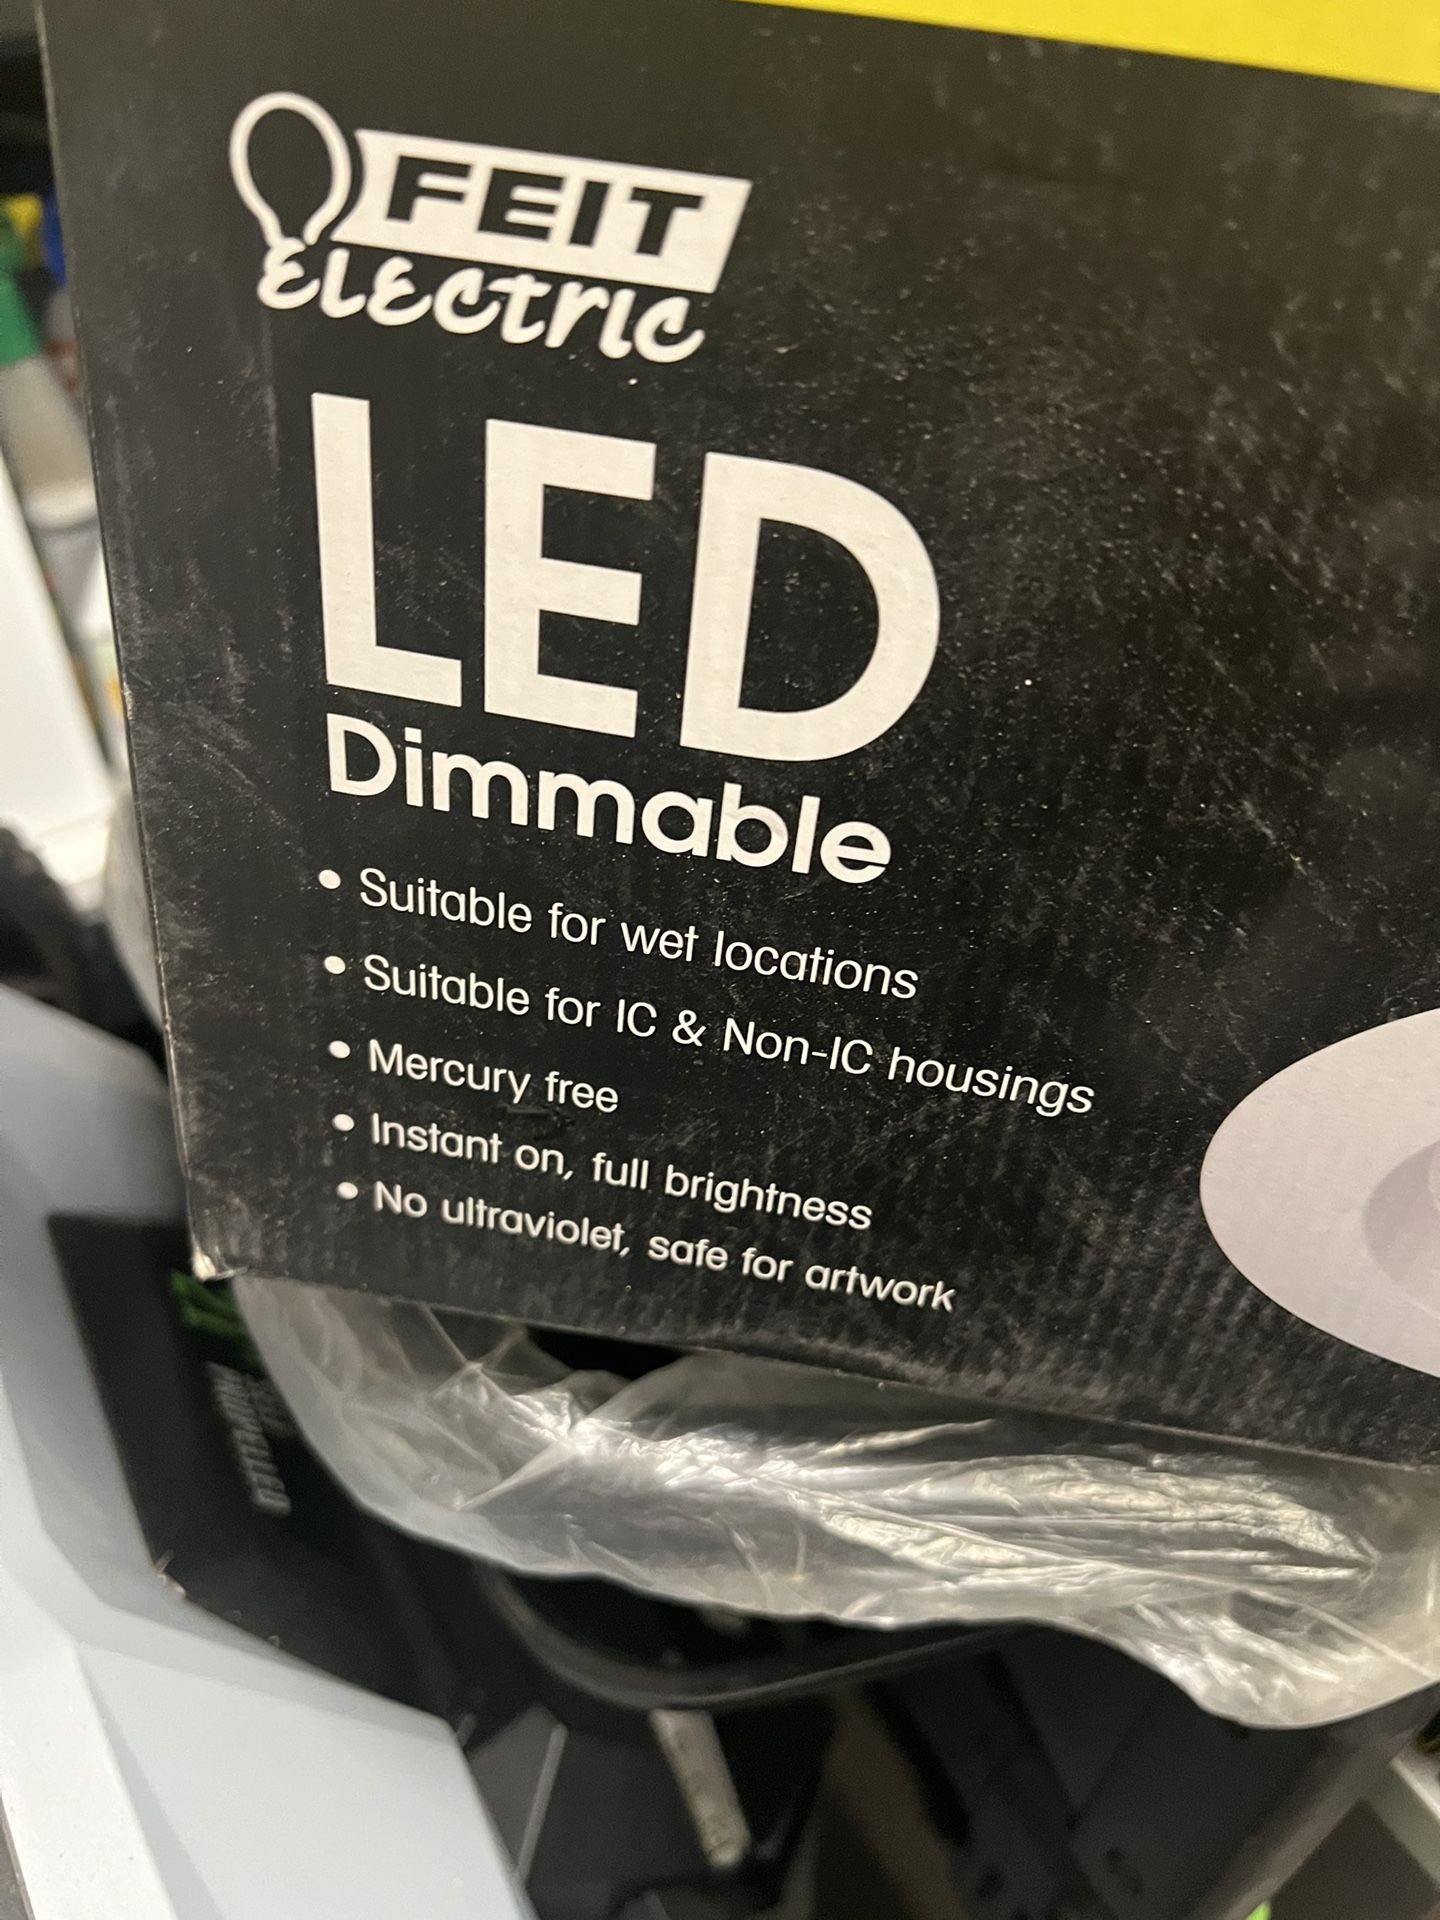 FEIT
Electric
LED
Dimmable
• Suitable for wet locations
• Suitable for IC & Non-IC housings
• Mercury free
• Instant on, full brightness
• No ultraviolet, safe for artwork